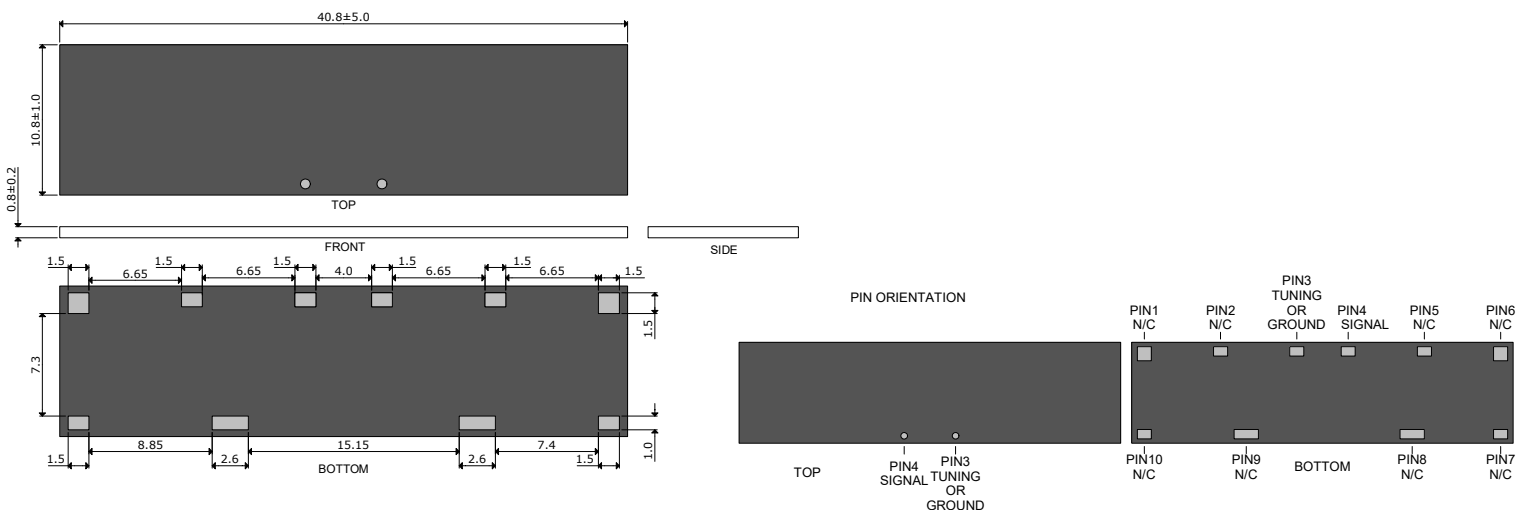 40.8±5.0
10.8±1.0
TOP
0.8±0.2
FRONT
SIDE
1.5 6.65 1.5 6.65 1.5 4.0 1.5 6.65 1.5 6.65 1.5
1.5
7.3
1.0
8.85 15.15 7.4
1.5 2.6 2.6 1.5
BOTTOM
PIN ORIENTATION
TOP
PIN4
SIGNAL
PIN3
TUNING
OR
GROUND
PIN1
N/C
PIN2
N/C
PIN3
TUNING
OR
GROUND
PIN4
SIGNAL
PIN5
N/C
PIN6
N/C
PIN10
N/C
PIN9
N/C
BOTTOM
PIN8
N/C
PIN7
N/C